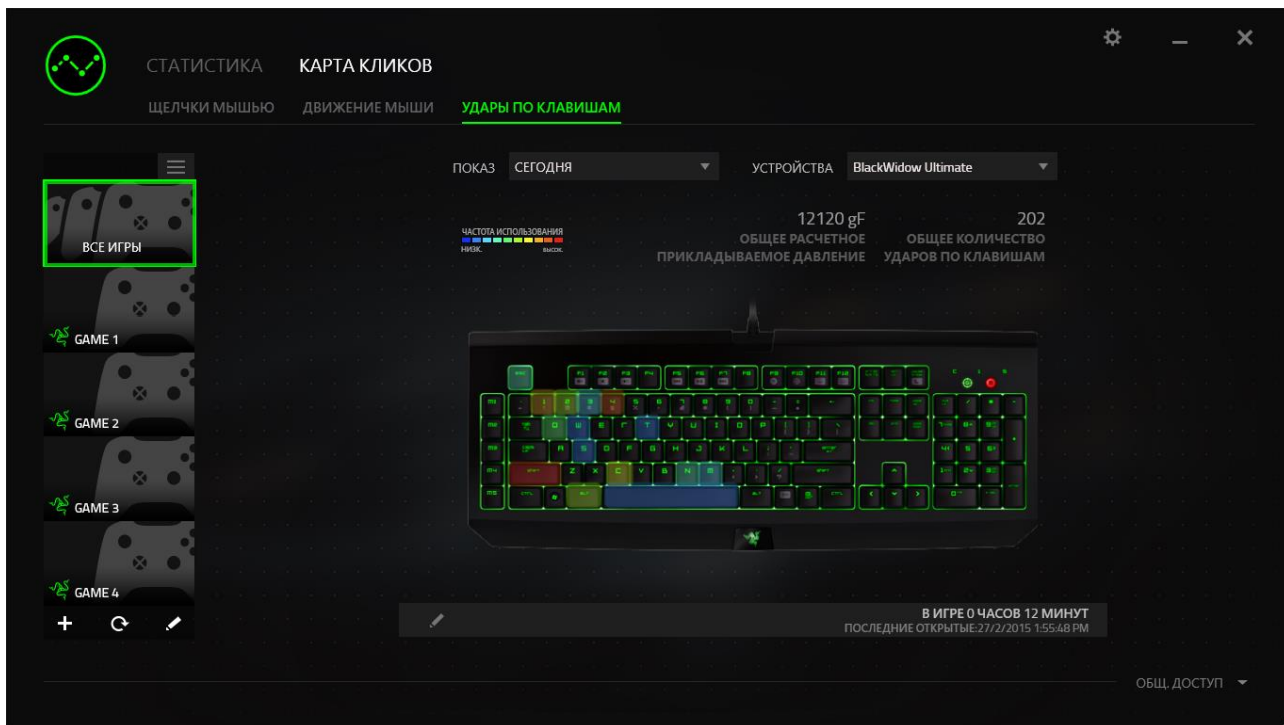 СТАТИСТИКА КАРТА КЛИКОВ
ЩЕЛЧКИ МЫШЬЮ ДВИЖЕНИЕ МЫШИ УДАРЫ ПО КЛАВИШАМ
ПОКАЗ СЕГОДНЯ УСТРОЙСТВА BlackWidow Ultimate
ЧАСТОТА ИСПОЛЬЗОВАНИЯ
НИЗК. ВЫСОК.
12120 gF
ОБЩЕЕ РАСЧЕТНОЕ
ПРИКЛАДЫВАЕМОЕ ДАВЛЕНИЕ
202
ОБЩЕЕ КОЛИЧЕСТВО
УДАРОВ ПО КЛАВИШАМ
ВСЕ ИГРЫ
GAME 1
GAME 2
GAME 3
GAME 4
В ИГРЕ 0 ЧАСОВ 12 МИНУТ
ПОСЛЕДНИЕ ОТКРЫТЫЕ:27/2/2015 1:55:48 PM
ОБЩ. ДОСТУП